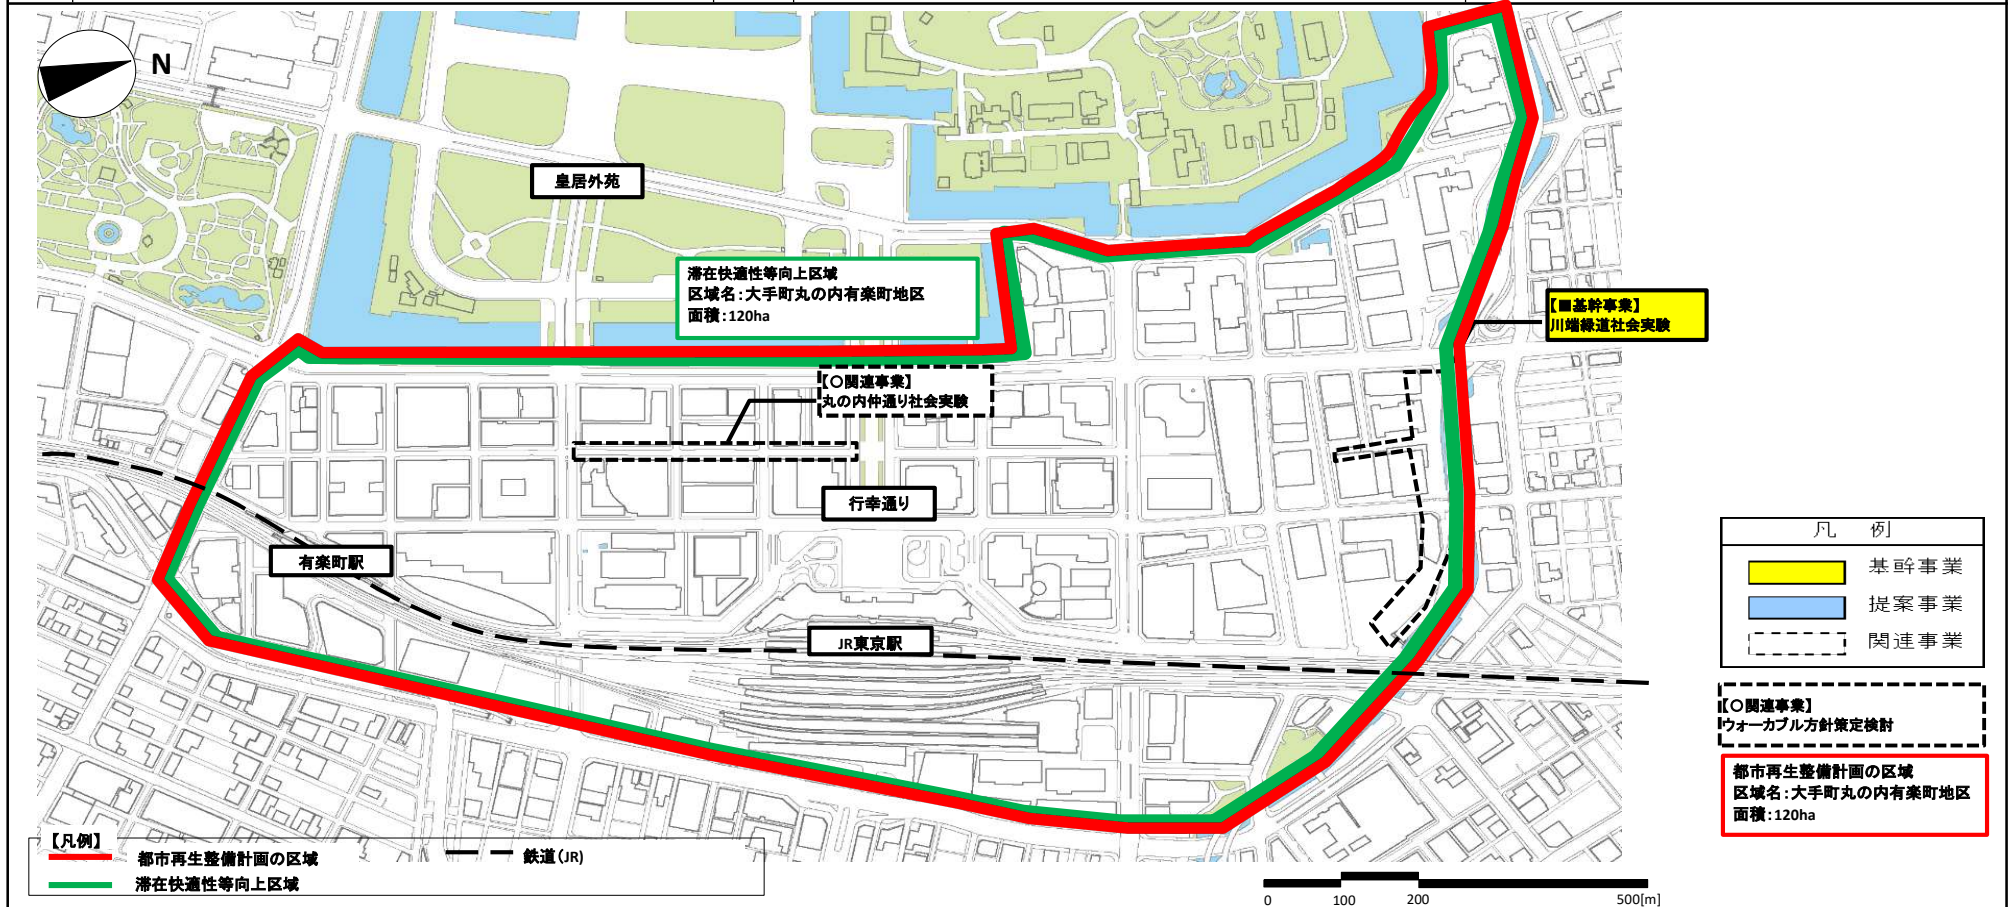 N
皇居外苑
滞在快適性等向上区域
区域名：大手町丸の内有楽町地区
面積：120ha
【■基幹事業】
川端緑道社会実験
【○関連事業】
丸の内仲通り社会実験
行幸通り
有楽町駅
JR東京駅
凡　例
基幹事業
提案事業
関連事業
【○関連事業】
ウォーカブル方針策定検討
都市再生整備計画の区域
区域名：大手町丸の内有楽町地区
面積：120ha
【凡例】
都市再生整備計画の区域
鉄道（JR）
滞在快適性等向上区域
0 100 200 500[m]